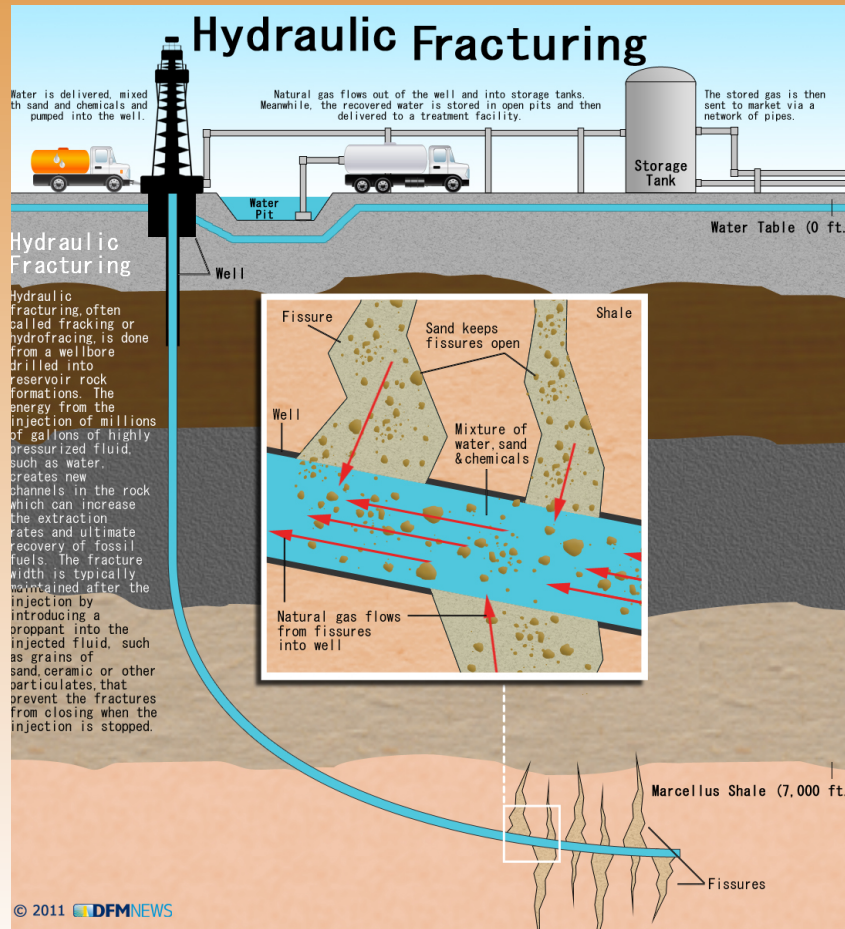 Hydraulic Fracturing
Water is delivered, mixed
th sand and chemicals and
pumped into the well.
Natural gas flows out of the well and into storage tanks.
Meanwhile, the recovered water is stored in open pits and then
delivered to a treatment facility.
The stored gas is then
sent to market via a
network of pipes.
Storage
Tank
Water
Pit
Water Table (0 ft.
Well
Hydraulic
Fracturing
Hydraulic
fracturing, often
called fracking or
hydrofracing, is done
from a wellbore
drilled into
reservoir rock
formations. The
energy from the
injection of millions
of gallons of highly
pressurized fluid,
such as water,
creates new
channels in the rock
which can increase
the extraction
rates and ultimate
recovery of fossil
fuels. The fracture
width is typically
maintained after the
injection by
introducing a
proppant into the
injected fluid, such
as grains of
sand, ceramic or other
particulates, that
prevent the fractures
from closing when the
injection is stopped.
Fissure
Sand keeps
fissures open
Shale
Well
Mixture of
water, sand
& chemicals
Natural gas flows
from fissures
into well
Marcellus Shale (7,000 ft.
Fissures
© 2011 DFMNEWS